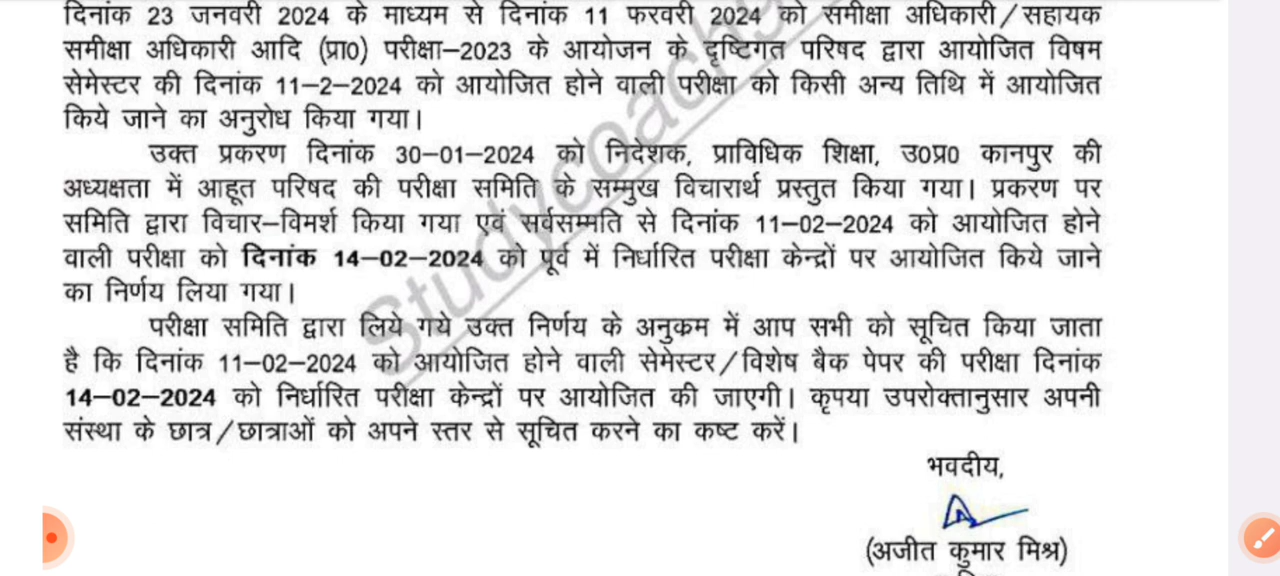 दिनांक 23 जनवरी 2024 के माध्यम से दिनांक 11 फरवरी 2024 को समीक्षा अधिकारी/सहायक
समीक्षा अधिकारी आदि (प्रा0) परीक्षा–2023 के आयोजन के दृष्टिगत परिषद द्वारा आयोजित विषम
सेमेस्टर की दिनांक 11–2–2024 को आयोजित होने वाली परीक्षा को किसी अन्य तिथि में आयोजित
किये जाने का अनुरोध किया गया।
उक्त प्रकरण दिनांक 30–01–2024 को निदेशक, प्राविधिक शिक्षा, उ0प्र0 कानपुर की
अध्यक्षता में आहूत परिषद की परीक्षा समिति के सम्मुख विचारार्थ प्रस्तुत किया गया। प्रकरण पर
समिति द्वारा विचार–विमर्श किया गया एवं सर्वसम्मति से दिनांक 11–02–2024 को आयोजित होने
वाली परीक्षा को दिनांक 14–02–2024 को पूर्व में निर्धारित परीक्षा केन्द्रों पर आयोजित किये जाने
का निर्णय लिया गया।
परीक्षा समिति द्वारा लिये गये उक्त निर्णय के अनुक्रम में आप सभी को सूचित किया जाता
है कि दिनांक 11–02–2024 को आयोजित होने वाली सेमेस्टर/विशेष बैक पेपर की परीक्षा दिनांक
14–02–2024 को निर्धारित परीक्षा केन्द्रों पर आयोजित की जाएगी। कृपया उपरोक्तानुसार अपनी
संस्था के छात्र/छात्राओं को अपने स्तर से सूचित करने का कष्ट करें।
भवदीय,
(अजीत कुमार मिश्र)
Studycoach